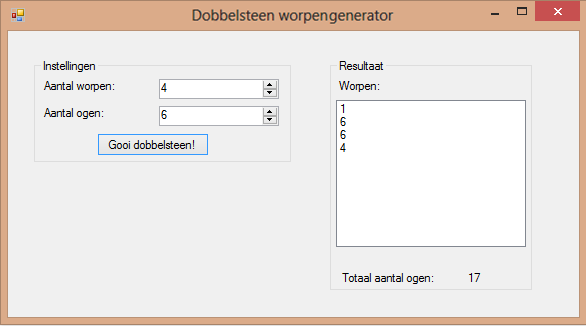 Dobbelsteen worpengenerator
Instellingen
Aantal worpen:
4
Aantal ogen:
6
Gooi dobbelsteen!
Resultaat
Worpen:
1
6
6
4
Totaal aantal ogen: 17